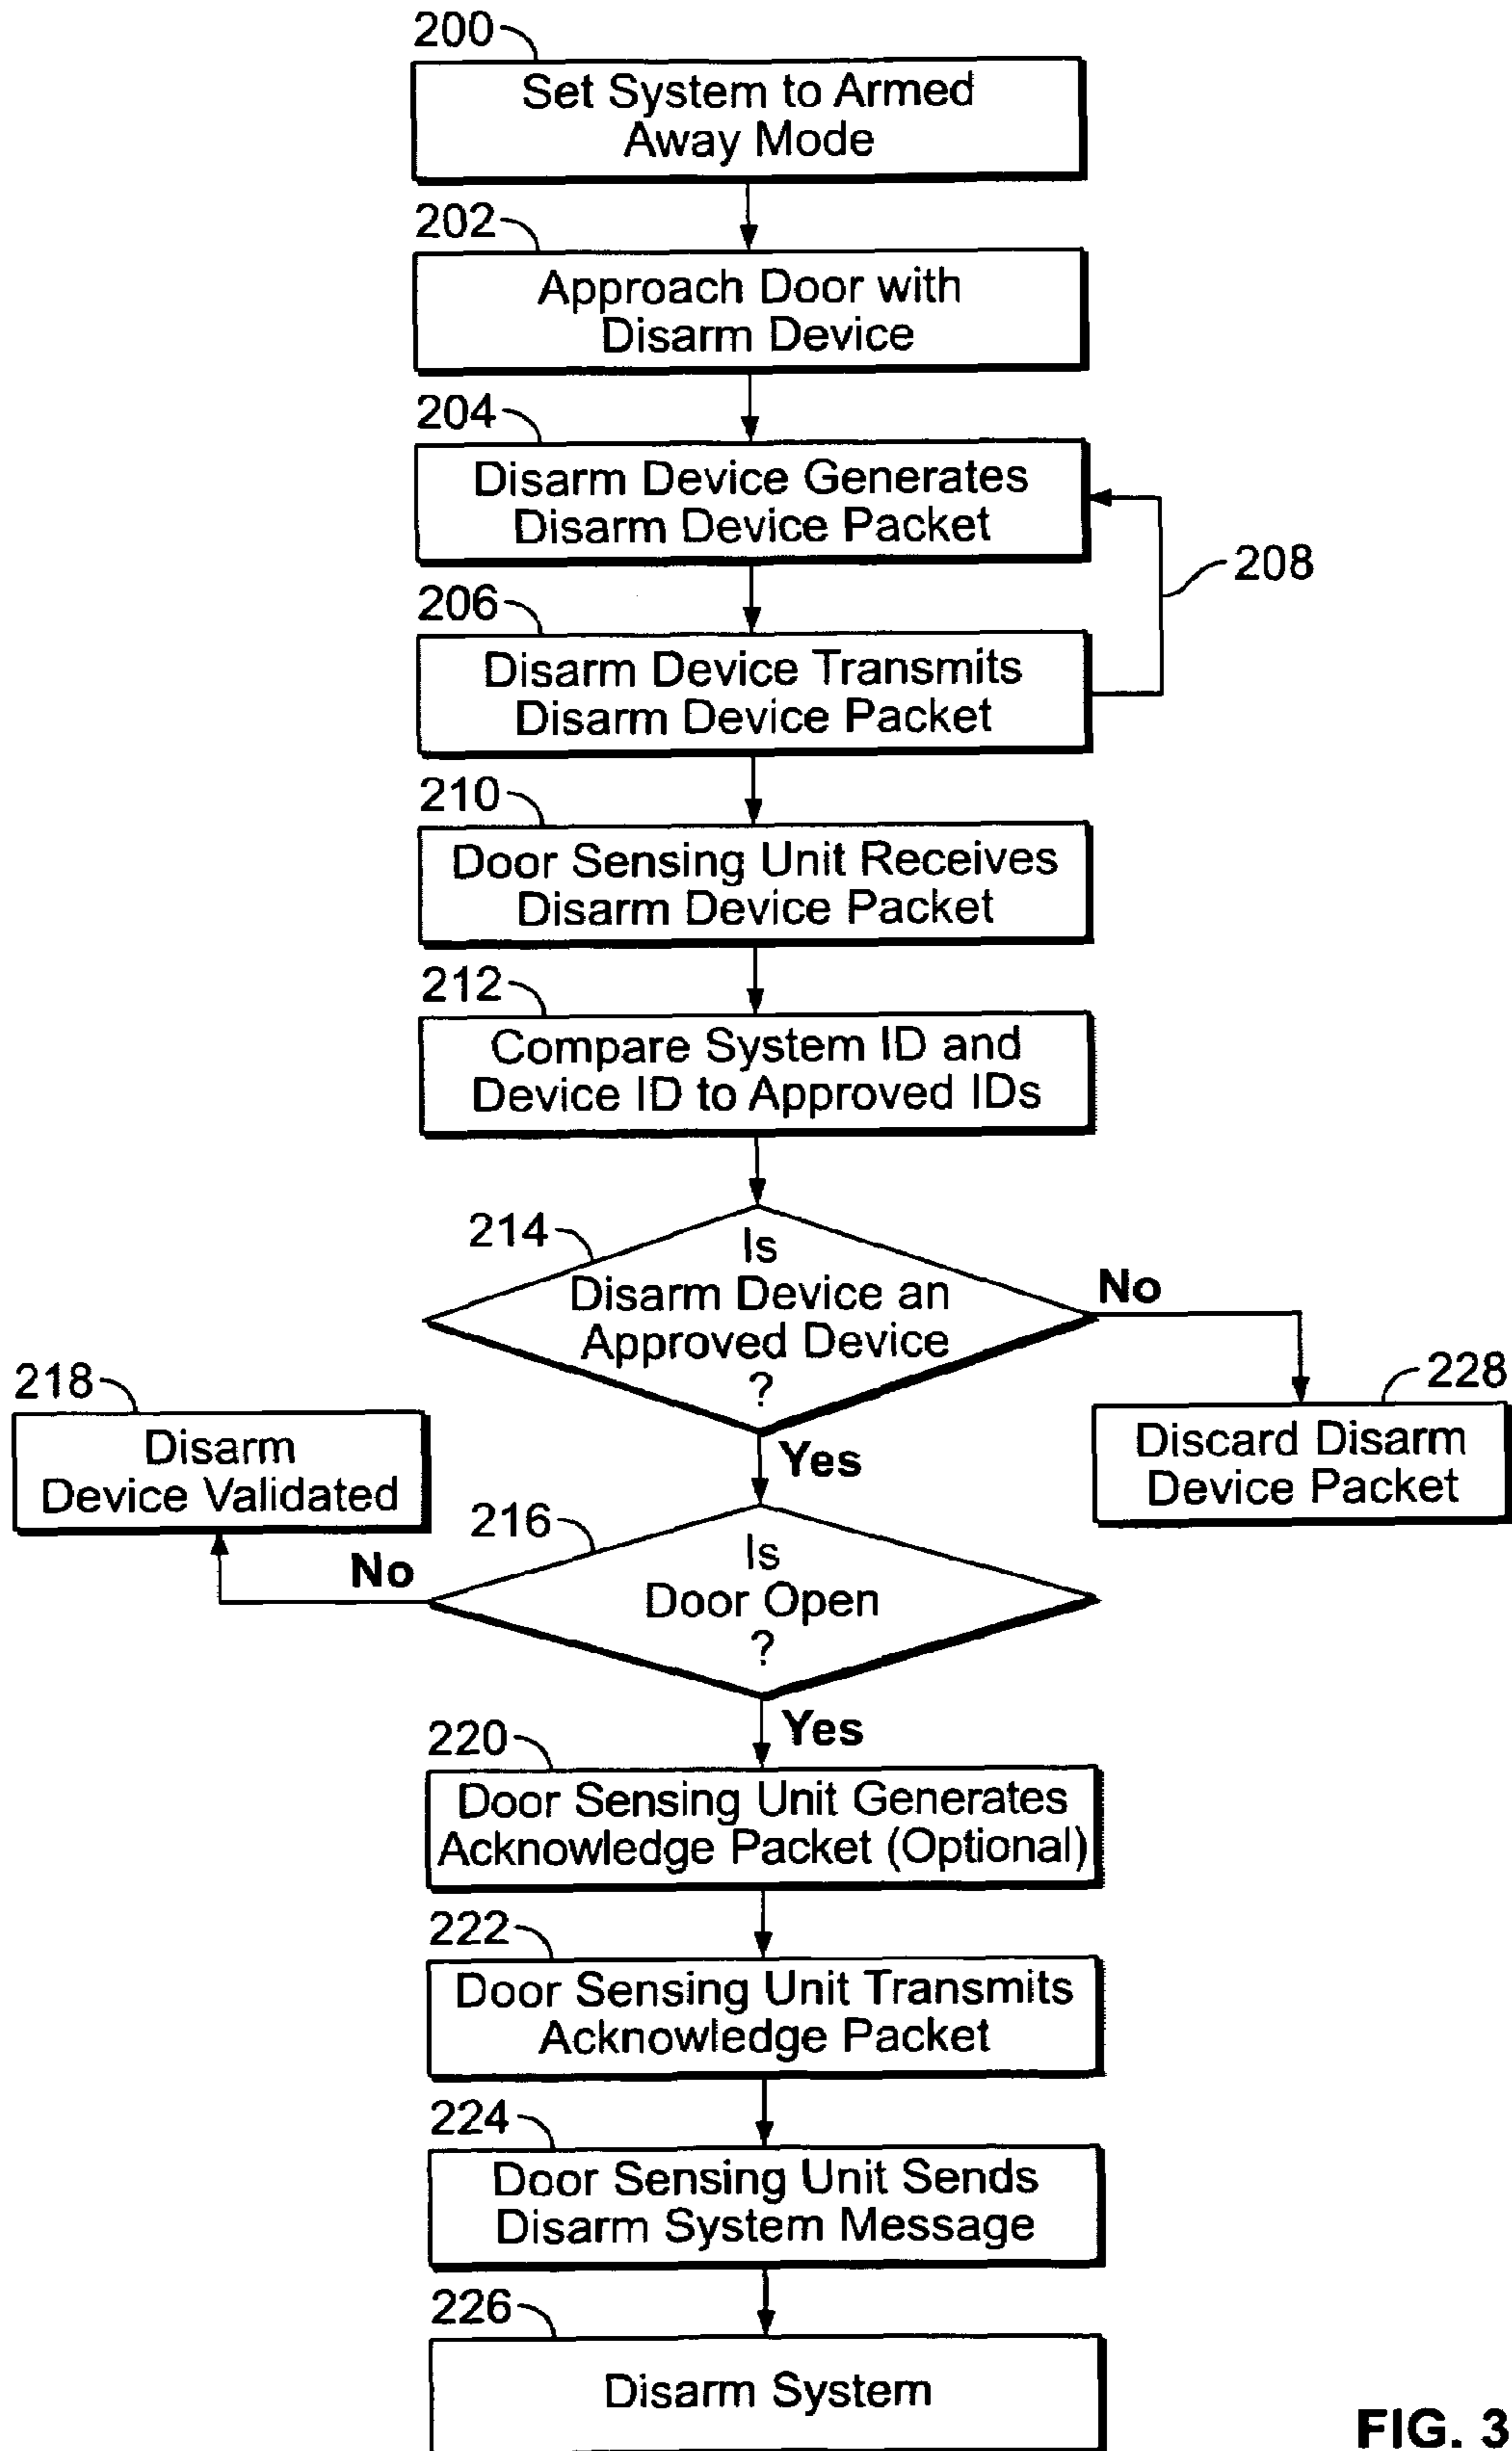 200
Set System to Armed
Away Mode
202
Approach Door with
Disarm Device
204
Disarm Device Generates
Disarm Device Packet
208
206
Disarm Device Transmits
Disarm Device Packet
210
Door Sensing Unit Receives
Disarm Device Packet
212
Compare System ID and
Device ID to Approved IDs
214
Is
Disarm Device an
Approved Device
?
No
228
Discard Disarm
Device Packet
Yes
218
Disarm
Device Validated
216
Is
Door Open
?
No
Yes
220
Door Sensing Unit Generates
Acknowledge Packet (Optional)
222
Door Sensing Unit Transmits
Acknowledge Packet
224
Door Sensing Unit Sends
Disarm System Message
226
Disarm System
FIG. 3